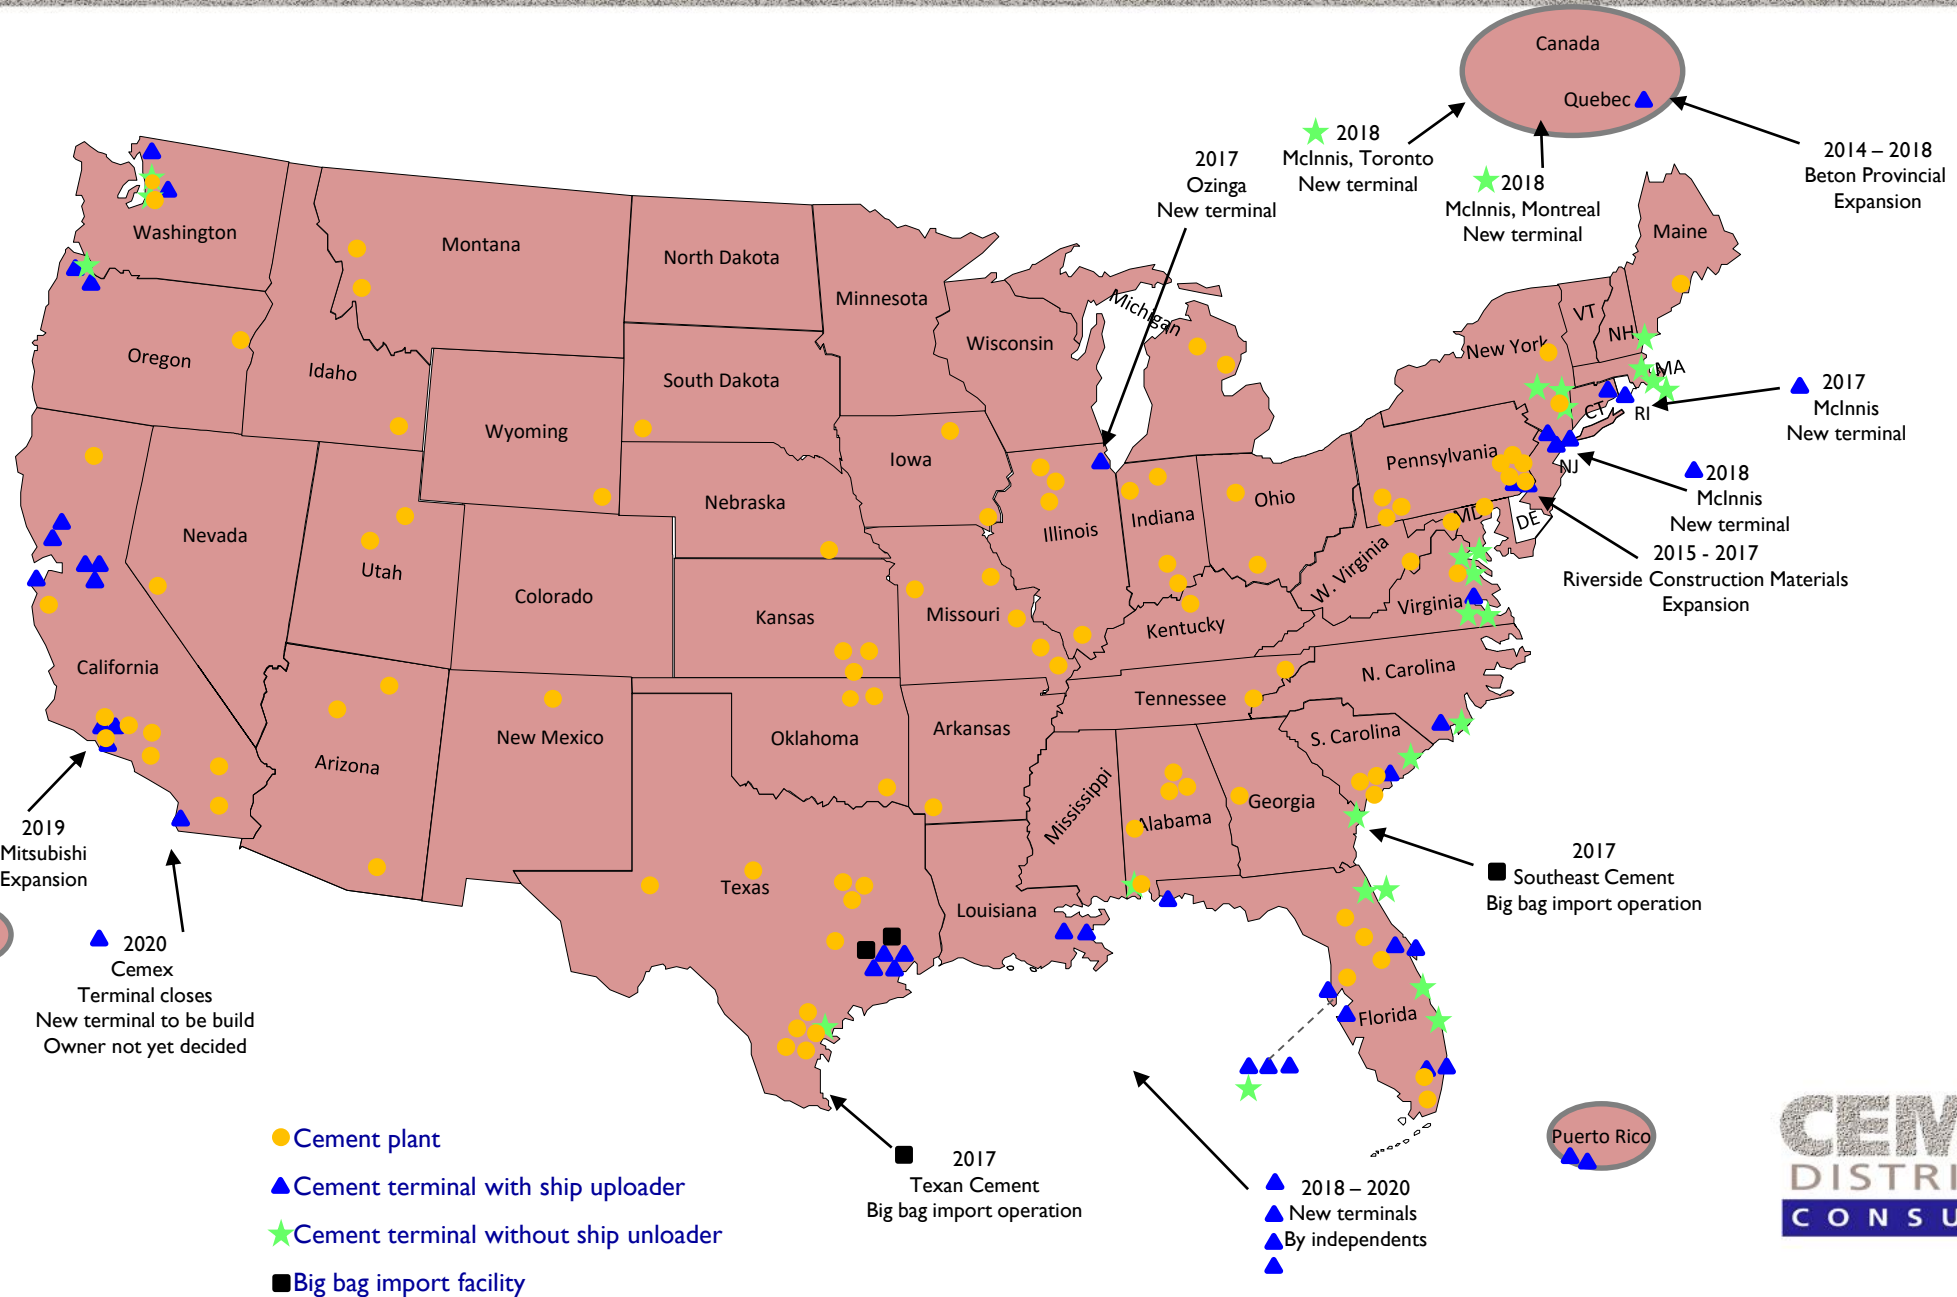 Canada
Quebec
2018
McInnis, Toronto
New terminal
2018
McInnis, Montreal
New terminal
2014 – 2018
Beton Provincial
Expansion
2017
Ozinga
New terminal
Washington
Montana
North Dakota
Minnesota
Michigan
Maine
Oregon
Idaho
Wisconsin
South Dakota
New York
VT
NH
MA
CT
RI
2017
McInnis
New terminal
Wyoming
Iowa
Pennsylvania
NJ
2018
McInnis
New terminal
Nevada
Utah
Colorado
Nebraska
Illinois
Indiana
Ohio
MD
DE
W. Virginia
Virginia
2015 - 2017
Riverside Construction Materials
Expansion
California
Kansas
Missouri
Kentucky
Tennessee
N. Carolina
S. Carolina
Arizona
New Mexico
Oklahoma
Arkansas
Mississippi
Alabama
Georgia
Texas
Louisiana
Florida
2019
Mitsubishi
Expansion
2020
Cemex
Terminal closes
New terminal to be build
Owner not yet decided
2017
Southeast Cement
Big bag import operation
2017
Texan Cement
Big bag import operation
2018 – 2020
New terminals
By independents
Puerto Rico
Cement plant
Cement terminal with ship uploader
Cement terminal without ship unloader
Big bag import facility
CEM
DISTRI
CONSU